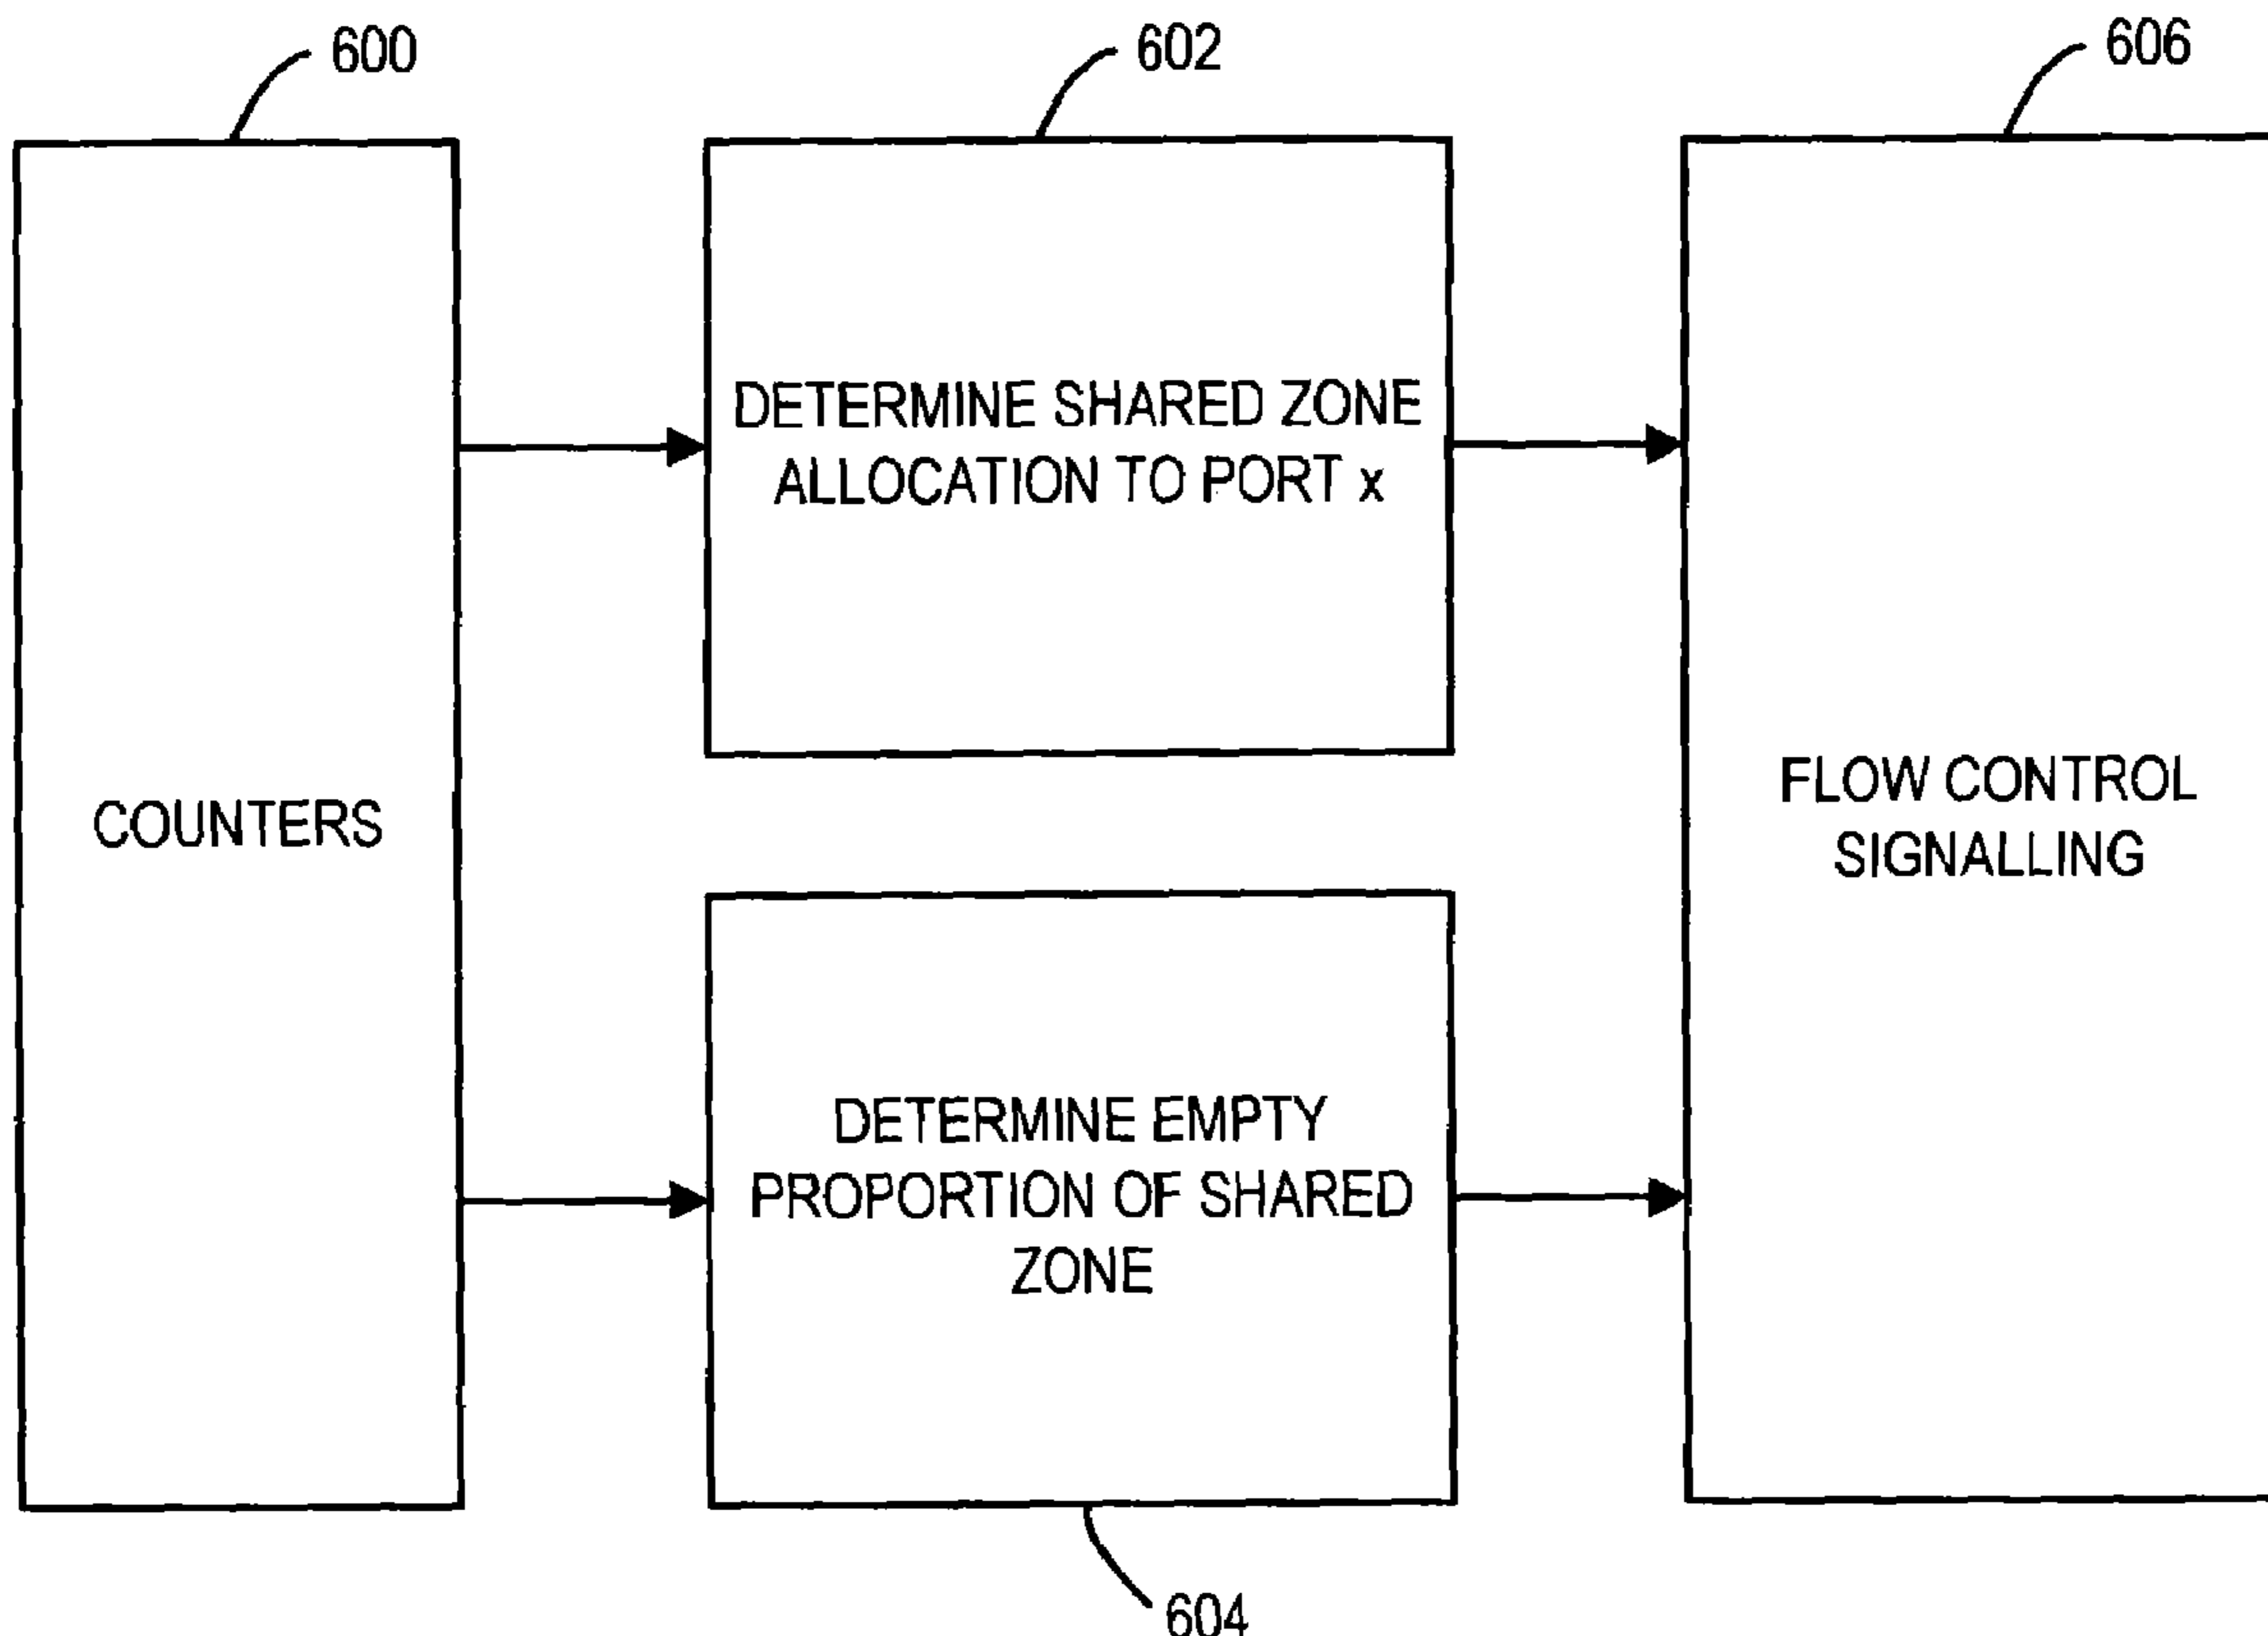 600
602
606
DETERMINE SHARED ZONE
ALLOCATION TO PORT x
COUNTERS
FLOW CONTROL
SIGNALLING
DETERMINE EMPTY
PROPORTION OF SHARED
ZONE
604